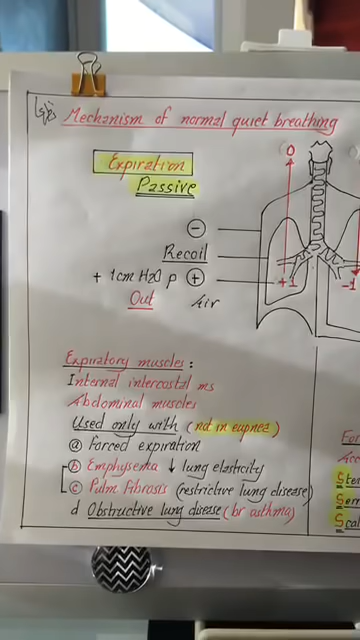 Mechanism of normal quiet breathing
Expiration
Passive
0
−
Recoil
+ 1cm H2O p +
Out
Air
+1
-1
Expiratory muscles:
Internal intercostal ms
Abdominal muscles
Used only with (not in eupnea)
a Forced expiration
b Emphysema ↓ lung elasticity
c Pulm Fibrosis (restrictive lung disease)
d Obstructive lung disease (br asthma)